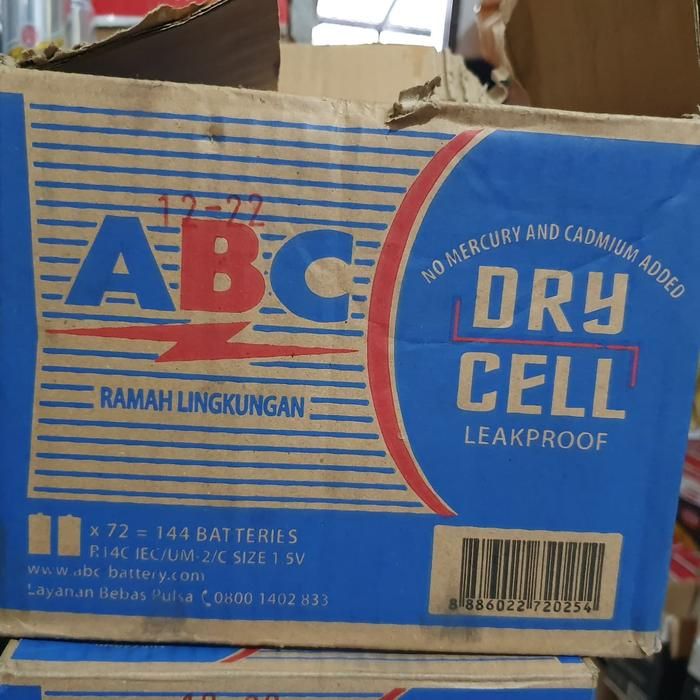 12-22
ABC
RAMAH LINGKUNGAN
NO MERCURY AND CADMIUM ADDED
DRY
CELL
LEAKPROOF
x 72 = 144 BATTERIES
R14C IEC/UM-2/C SIZE 1.5V
www.abc-battery.com
Layanan Bebas Pulsa 0800 1402 833
8 886022 720254